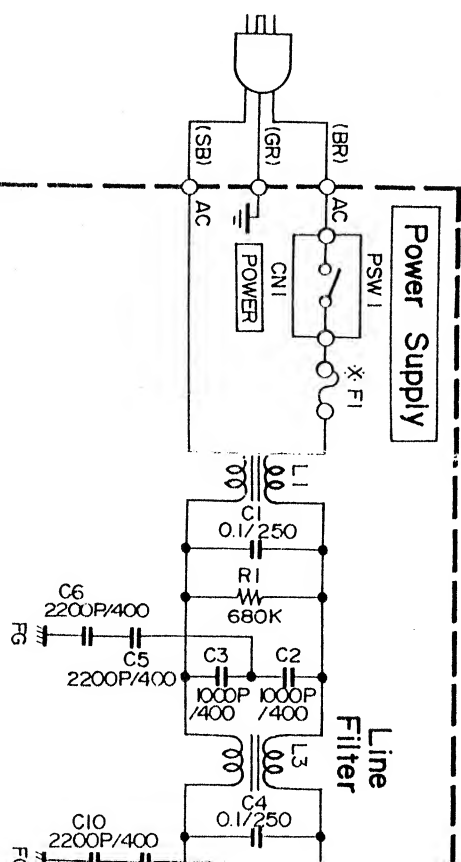 (SB)
(GR)
(BR)
AC
AC
Power Supply
PSW1
CN1
POWER
※F1
L1
C1
0.1/250
R1
680K
C6
2200P/400
FG
C5
2200P/400
C3
1000P
/400
C2
1000P
/400
Line
Filter
L3
C4
0.1/250
C10
2200P/400
FG